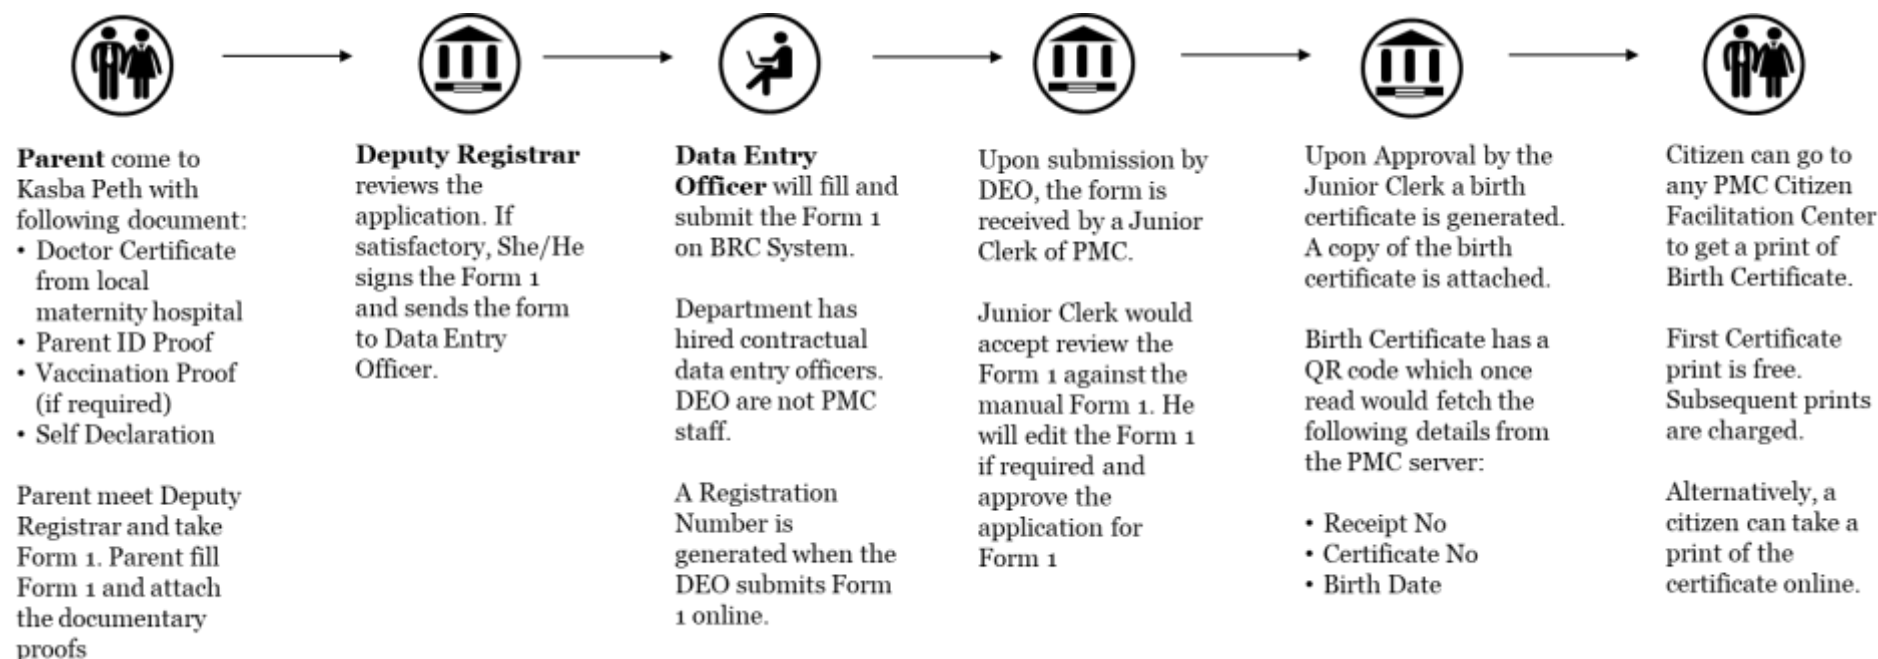 Parent come to
Kasba Peth with
following document:
• Doctor Certificate
from local
maternity hospital
• Parent ID Proof
• Vaccination Proof
(if required)
• Self Declaration
Parent meet Deputy
Registrar and take
Form 1. Parent fill
Form 1 and attach
the documentary
proofs
Deputy Registrar
reviews the
application. If
satisfactory, She/He
signs the Form 1
and sends the form
to Data Entry
Officer.
Data Entry
Officer will fill and
submit the Form 1
on BRC System.
Department has
hired contractual
data entry officers.
DEO are not PMC
staff.
A Registration
Number is
generated when the
DEO submits Form
1 online.
Upon submission by
DEO, the form is
received by a Junior
Clerk of PMC.
Junior Clerk would
accept review the
Form 1 against the
manual Form 1. He
will edit the Form 1
if required and
approve the
application for
Form 1
Upon Approval by the
Junior Clerk a birth
certificate is generated.
A copy of the birth
certificate is attached.
Birth Certificate has a
QR code which once
read would fetch the
following details from
the PMC server:
• Receipt No
• Certificate No
• Birth Date
Citizen can go to
any PMC Citizen
Facilitation Center
to get a print of
Birth Certificate.
First Certificate
print is free.
Subsequent prints
are charged.
Alternatively, a
citizen can take a
print of the
certificate online.